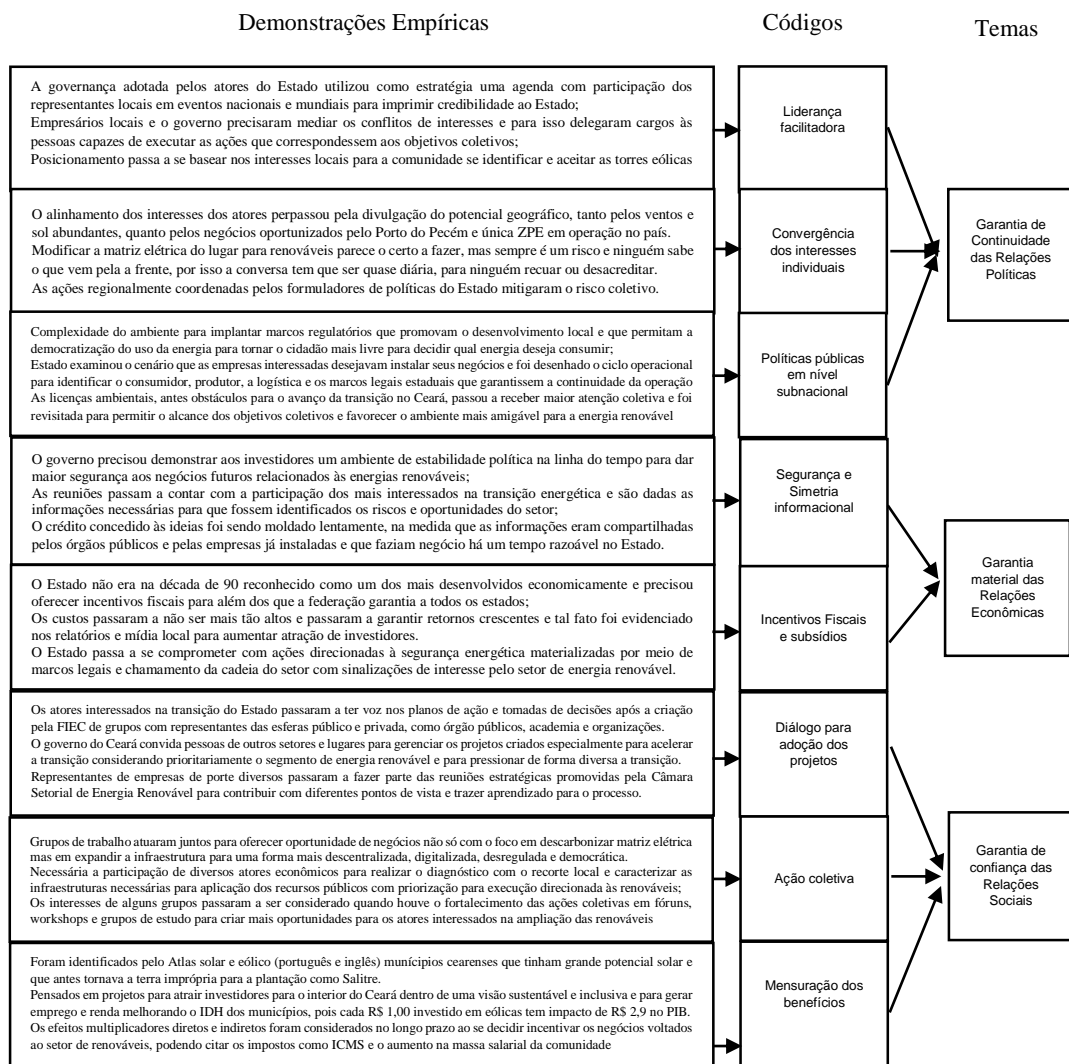 Demonstrações Empíricas
Códigos
Temas
A governança adotada pelos atores do Estado utilizou como estratégia uma agenda com participação dos
representantes locais em eventos nacionais e mundiais para imprimir credibilidade ao Estado;
Empresários locais e o governo precisaram mediar os conflitos de interesses e para isso delegaram cargos às
pessoas capazes de executar as ações que correspondessem aos objetivos coletivos;
Posicionamento passa a se basear nos interesses locais para a comunidade se identificar e aceitar as torres eólicas
Liderança
facilitadora
O alinhamento dos interesses dos atores perpassou pela divulgação do potencial geográfico, tanto pelos ventos e
sol abundantes, quanto pelos negócios oportunizados pelo Porto do Pecém e única ZPE em operação no país.
Modificar a matriz elétrica do lugar para renováveis parece o certo a fazer, mas sempre é um risco e ninguém sabe
o que vem pela a frente, por isso a conversa tem que ser quase diária, para ninguém recuar ou desacreditar.
As ações regionalmente coordenadas pelos formuladores de políticas do Estado mitigaram o risco coletivo.
Convergência
dos interesses
individuais
Garantia de
Continuidade
das Relações
Políticas
Complexidade do ambiente para implantar marcos regulatórios que promovam o desenvolvimento local e que permitam a
democratização do uso da energia para tornar o cidadão mais livre para decidir qual energia deseja consumir;
Estado examinou o cenário que as empresas interessadas desejavam instalar seus negócios e foi desenhado o ciclo operacional
para identificar o consumidor, produtor, a logística e os marcos legais estaduais que garantissem a continuidade da operação
As licenças ambientais, antes obstáculos para o avanço da transição no Ceará, passou a receber maior atenção coletiva e foi
revisitada para permitir o alcance dos objetivos coletivos e favorecer o ambiente mais amigável para a energia renovável
Políticas públicas
em nível
subnacional
O governo precisou demonstrar aos investidores um ambiente de estabilidade política na linha do tempo para dar
maior segurança aos negócios futuros relacionados às energias renováveis;
As reuniões passam a contar com a participação dos mais interessados na transição energética e são dadas as
informações necessárias para que fossem identificados os riscos e oportunidades do setor;
O crédito concedido às ideias foi sendo moldado lentamente, na medida que as informações eram compartilhadas
pelos órgãos públicos e pelas empresas já instaladas e que faziam negócio há um tempo razoável no Estado.
Segurança e
Simetria
informacional
Garantia
material das
Relações
Econômicas
O Estado não era na década de 90 reconhecido como um dos mais desenvolvidos economicamente e precisou
oferecer incentivos fiscais para além dos que a federação garantia a todos os estados;
Os custos passaram a não ser mais tão altos e passaram a garantir retornos crescentes e tal fato foi evidenciado
nos relatórios e mídia local para aumentar atração de investidores.
O Estado passa a se comprometer com ações direcionadas à segurança energética materializadas por meio de
marcos legais e chamamento da cadeia do setor com sinalizações de interesse pelo setor de energia renovável.
Incentivos Fiscais
e subsídios
Os atores interessados na transição do Estado passaram a ter voz nos planos de ação e tomadas de decisões após a criação
pela FIEC de grupos com representantes das esferas público e privada, como órgão públicos, academia e organizações.
O governo do Ceará convida pessoas de outros setores e lugares para gerenciar os projetos criados especialmente para acelerar
a transição considerando prioritariamente o segmento de energia renovável e para pressionar de forma diversa a transição.
Representantes de empresas de porte diversos passaram a fazer parte das reuniões estratégicas promovidas pela Câmara
Setorial de Energia Renovável para contribuir com diferentes pontos de vista e trazer aprendizado para o processo.
Diálogo para
adoção dos
projetos
Grupos de trabalho atuaram juntos para oferecer oportunidade de negócios não só com o foco em descarbonizar matriz elétrica
mas em expandir a infraestrutura para uma forma mais descentralizada, digitalizada, desregulada e democrática.
Necessária a participação de diversos atores econômicos para realizar o diagnóstico com o recorte local e caracterizar as
infraestruturas necessárias para aplicação dos recursos públicos com priorização para execução direcionada às renováveis;
Os interesses de alguns grupos passaram a ser considerado quando houve o fortalecimento das ações coletivas em fóruns,
workshops e grupos de estudo para criar mais oportunidades para os atores interessados na ampliação das renováveis
Ação coletiva
Garantia de
confiança das
Relações
Sociais
Foram identificados pelo Atlas solar e eólico (português e inglês) munícipios cearenses que tinham grande potencial solar e
que antes tornava a terra imprópria para a plantação como Salitre.
Pensados em projetos para atrair investidores para o interior do Ceará dentro de uma visão sustentável e inclusiva e para gerar
emprego e renda melhorando o IDH dos municípios, pois cada R$ 1,00 investido em eólicas tem impacto de R$ 2,9 no PIB.
Os efeitos multiplicadores diretos e indiretos foram considerados no longo prazo ao se decidir incentivar os negócios voltados
ao setor de renováveis, podendo citar os impostos como ICMS e o aumento na massa salarial da comunidade
Mensuração dos
benefícios